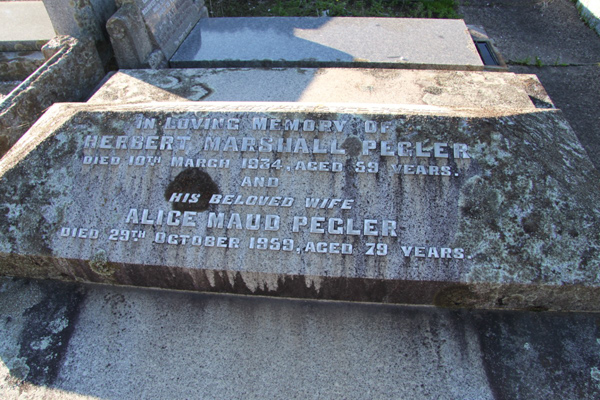 IN LOVING MEMORY OF
HERBERT MARSHALL PEGLER
DIED 10TH MARCH 1934, AGED 59 YEARS.
AND
HIS BELOVED WIFE
ALICE MAUD PEGLER
DIED 29TH OCTOBER 1959, AGED 79 YEARS.